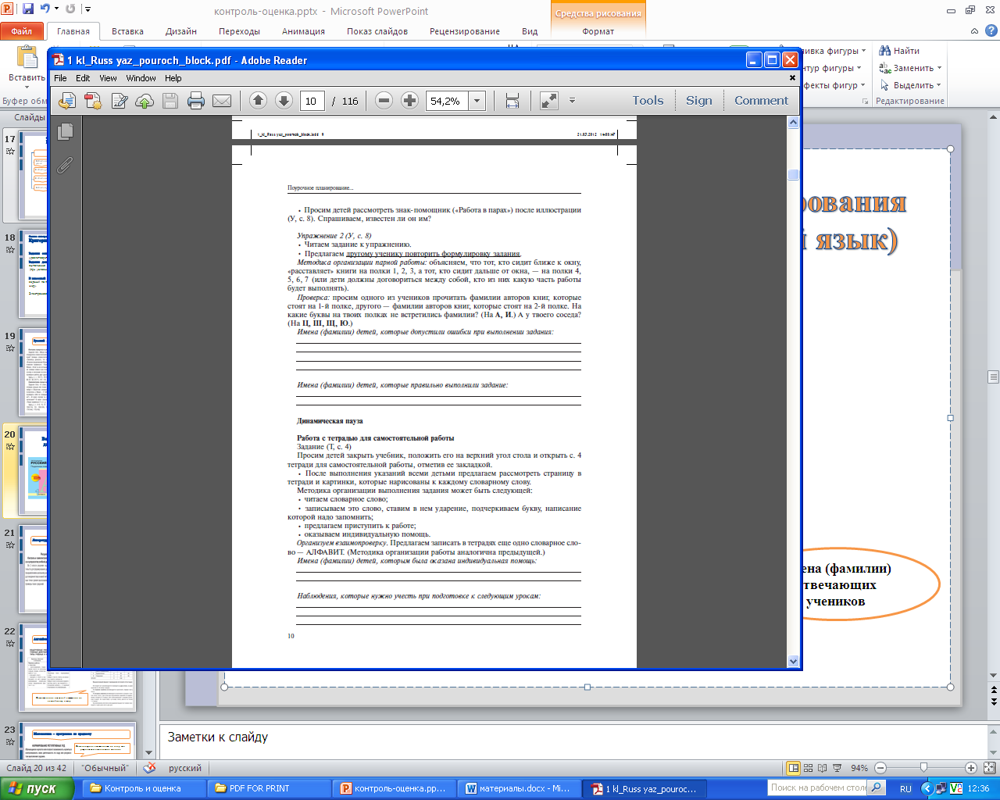 контроль-оценка.pptx - Microsoft PowerPoint
Средства рисования
Файл Главная Вставка Дизайн Переходы Анимация Показ слайдов Рецензирование Вид Формат
Вставить
Буфер обм
ливка фигуры
нтур фигуры
фекты фигур
Найти
Заменить
Выделить
Редактирование
Слайды
1 kl_Russ yaz_pouroch_block.pdf - Adobe Reader
File Edit View Window Help
10 / 116 54,2% Tools Sign Comment
1_kl_Russ yaz_pouroch_block.indd
Поурочное планирование...
• Просим детей рассмотреть знак-помощник («Работа в парах») после иллюстрации
(У, с. 8). Спрашиваем, известен ли он им?
Упражнение 2 (У, с. 8)
• Читаем задание к упражнению.
• Предлагаем другому ученику повторить формулировку задания.
Методика организации парной работы: объясняем, что тот, кто сидит ближе к окну,
«расставляет» книги на полки 1, 2, 3, а тот, кто сидит дальше от окна, — на полки 4,
5, 6, 7 (или дети должны договориться между собой, кто из них какую часть работы
будет выполнять).
Проверка: просим одного из учеников прочитать фамилии авторов книг, которые
стоят на 1-й полке, другого — фамилии авторов книг, которые стоят на 2-й полке. На
какие буквы на твоих полках не встретились фамилии? (На А, И.) А у твоего соседа?
(На Ц, Ш, Щ, Ю.)
Имена (фамилии) детей, которые допустили ошибки при выполнении задания:
Имена (фамилии) детей, которые правильно выполнили задание:
Динамическая пауза
Работа с тетрадью для самостоятельной работы
Задание (Т, с. 4)
Просим детей закрыть учебник, положить его на верхний угол стола и открыть с. 4
тетради для самостоятельной работы, отметив ее закладкой.
• После выполнения указаний всеми детьми предлагаем рассмотреть страницу в
тетради и картинки, которые нарисованы к каждому словарному слову.
Методика организации выполнения задания может быть следующей:
• читаем словарное слово;
• записываем это слово, ставим в нем ударение, подчеркиваем букву, написание
которой надо запомнить;
• предлагаем приступить к работе;
• оказываем индивидуальную помощь.
Организуем взаимопроверку. Предлагаем записать в тетрадях еще одно словарное сло-
во — АЛФАВИТ. (Методика организации работы аналогична предыдущей.)
Имена (фамилии) детей, которым была оказана индивидуальная помощь:
Наблюдения, которые нужно учесть при подготовке к следующим урокам:
10
17
18
19
20
21
22
23
рования
й язык)
ена (фамилии)
твечающих
учеников
Заметки к слайду
Слайд 20 из 42 "Обычный" русский 94%
пуск Контроль и оценка PDF FOR PRINT контроль-оценка.pp... материалы.docx - Mi... 1 kl_Russ yaz_pouroc... Поиск на рабочем столе RU 12:36